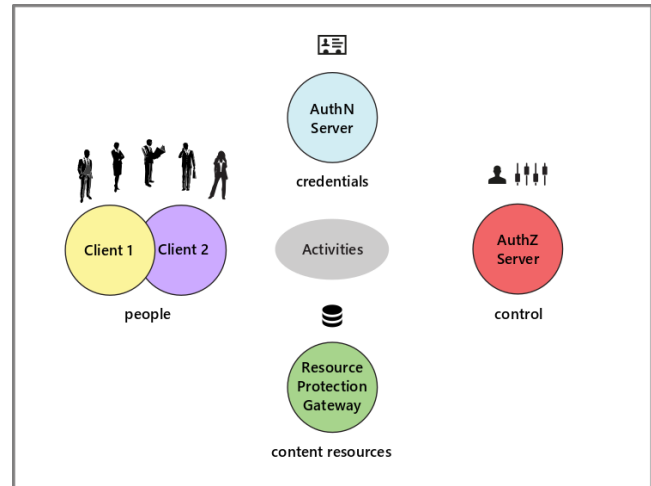 AuthN
Server
credentials
Client 1
Client 2
people
Activities
AuthZ
Server
control
Resource
Protection
Gateway
content resources